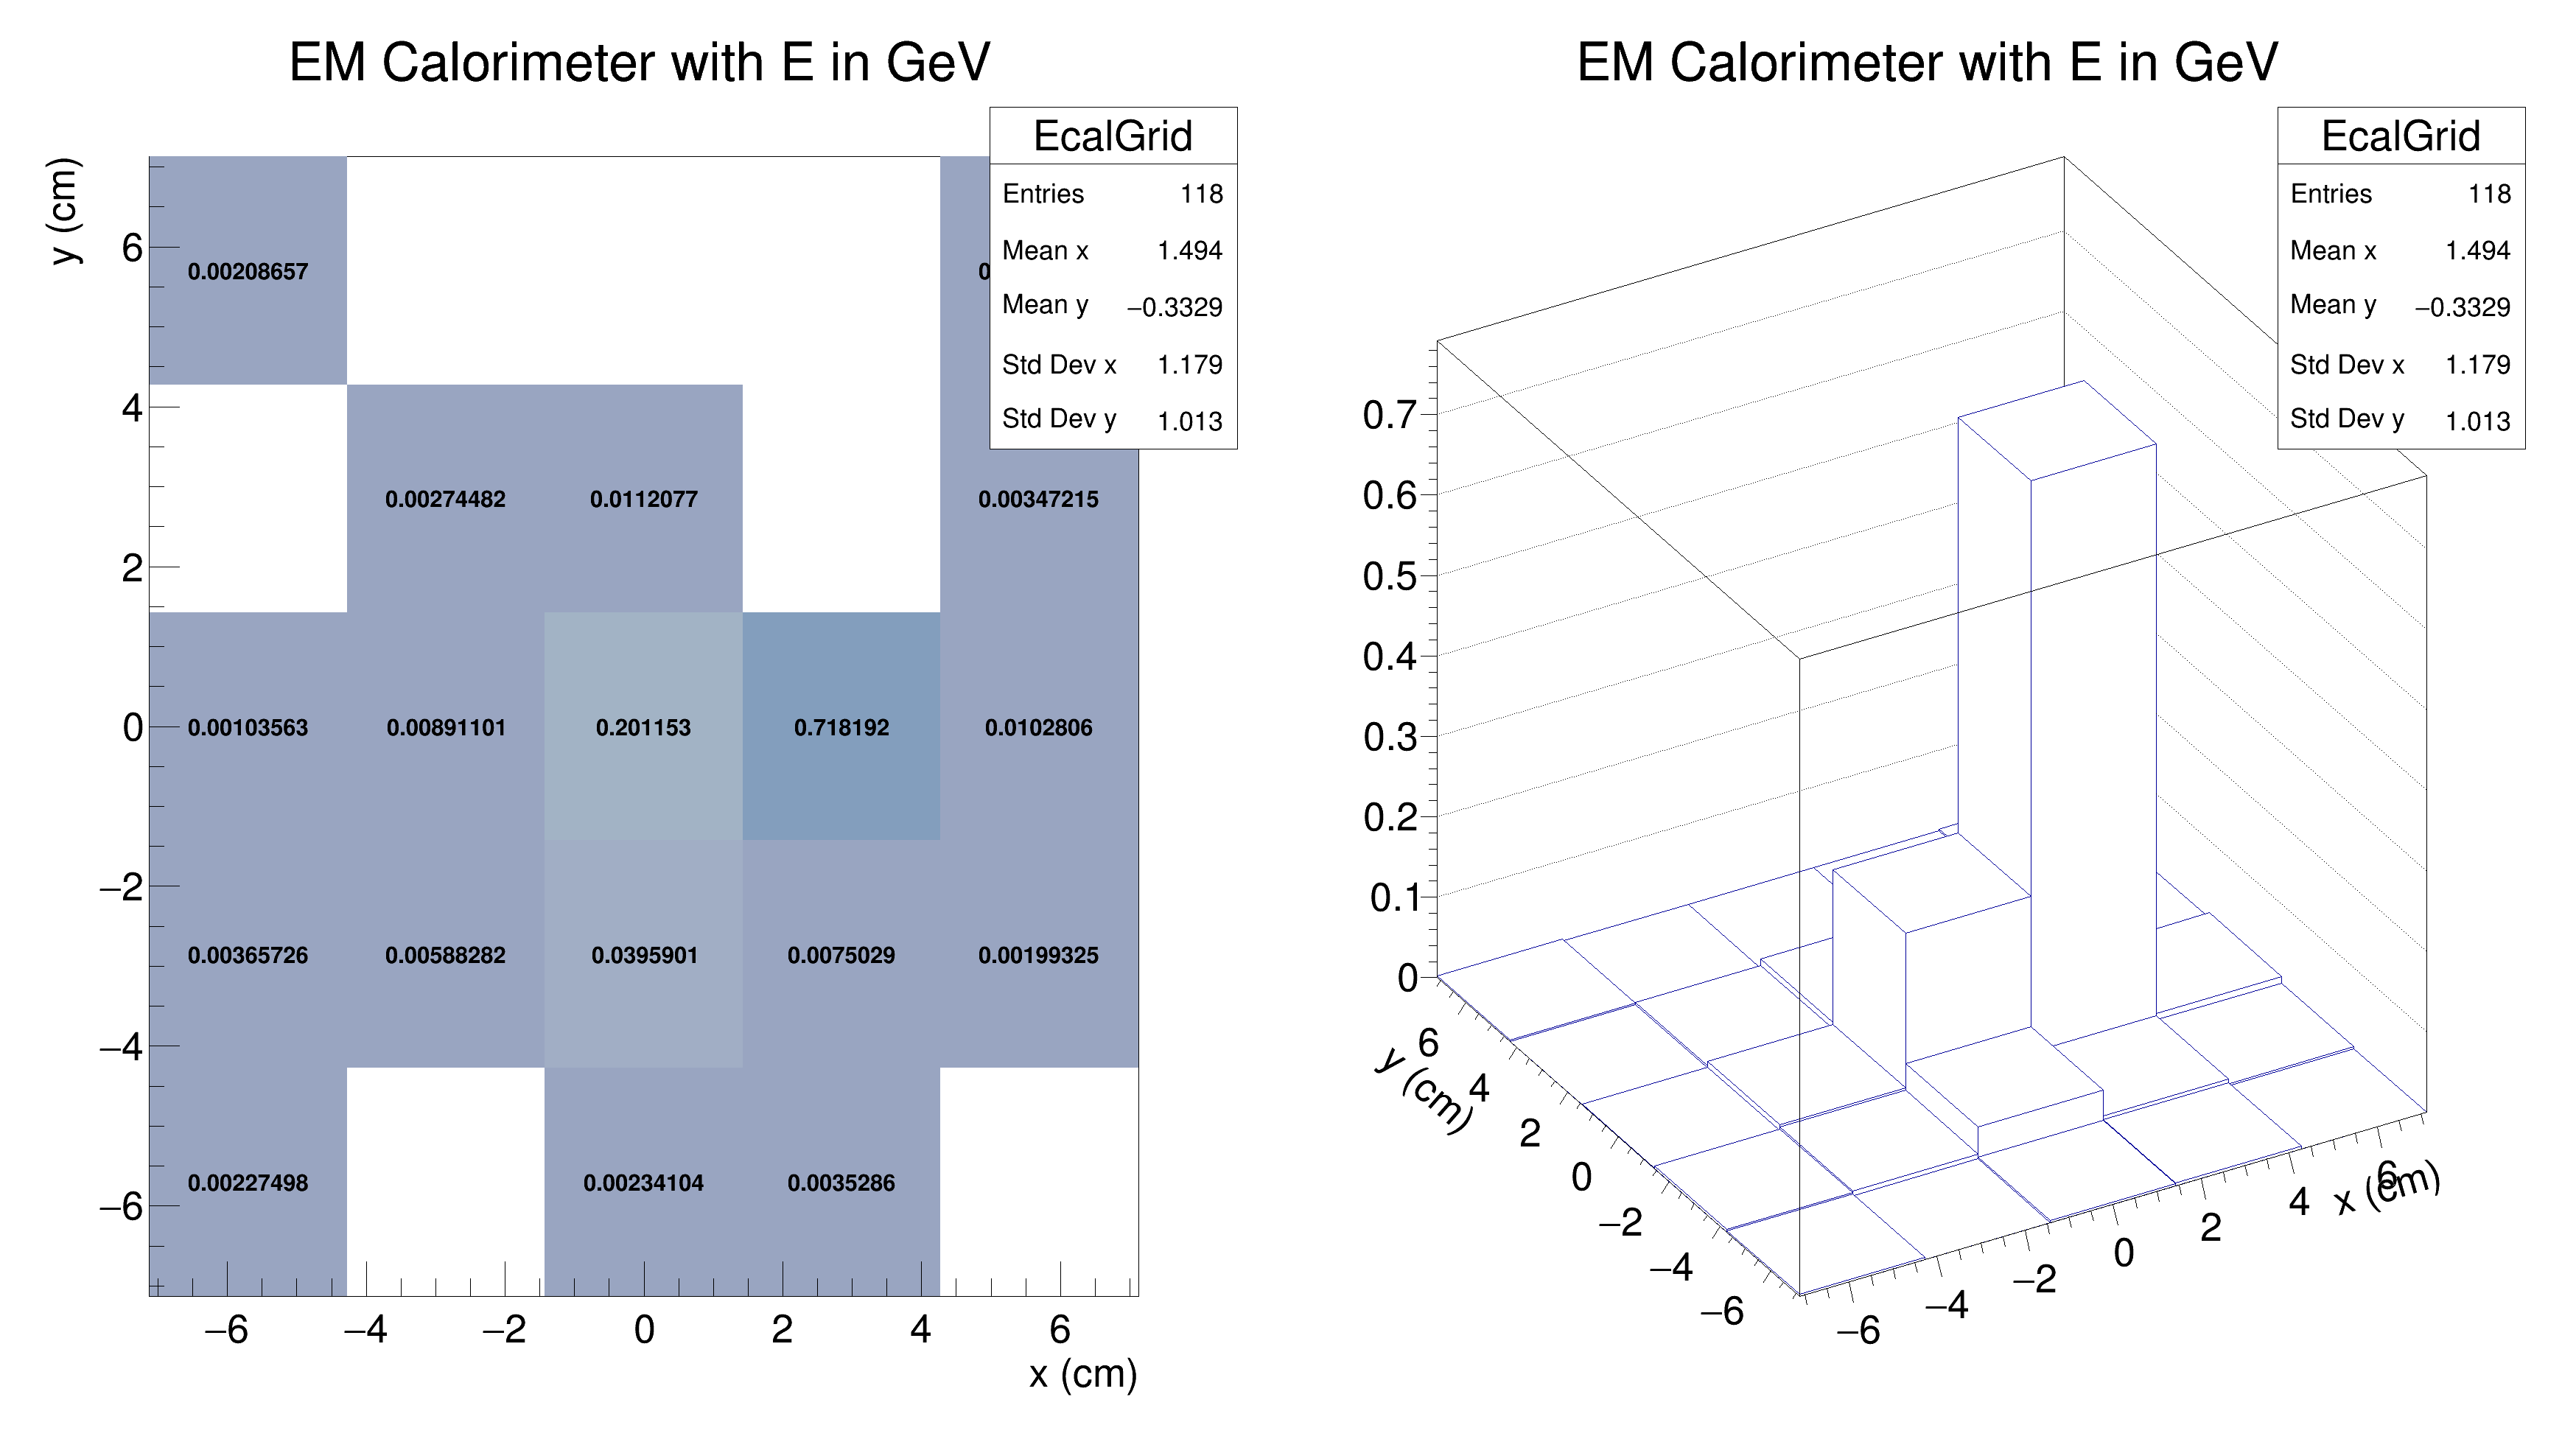 EM Calorimeter with E in GeV
EcalGrid
Entries 118
Mean x 1.494
Mean y −0.3329
Std Dev x 1.179
Std Dev y 1.013
y (cm)
6
4
2
0
−2
−4
−6
0.00208657
0.00274482 0.0112077 0.00347215
0.00103563 0.00891101 0.201153 0.718192 0.0102806
0.00365726 0.00588282 0.0395901 0.0075029 0.00199325
0.00227498 0.00234104 0.0035286
−6 −4 −2 0 2 4 6
x (cm)
EM Calorimeter with E in GeV
EcalGrid
Entries 118
Mean x 1.494
Mean y −0.3329
Std Dev x 1.179
Std Dev y 1.013
0.7
0.6
0.5
0.4
0.3
0.2
0.1
0
6
4
2
0
−2
−4
−6
y (cm)
−6 −4 −2 0 2 4 6
x (cm)